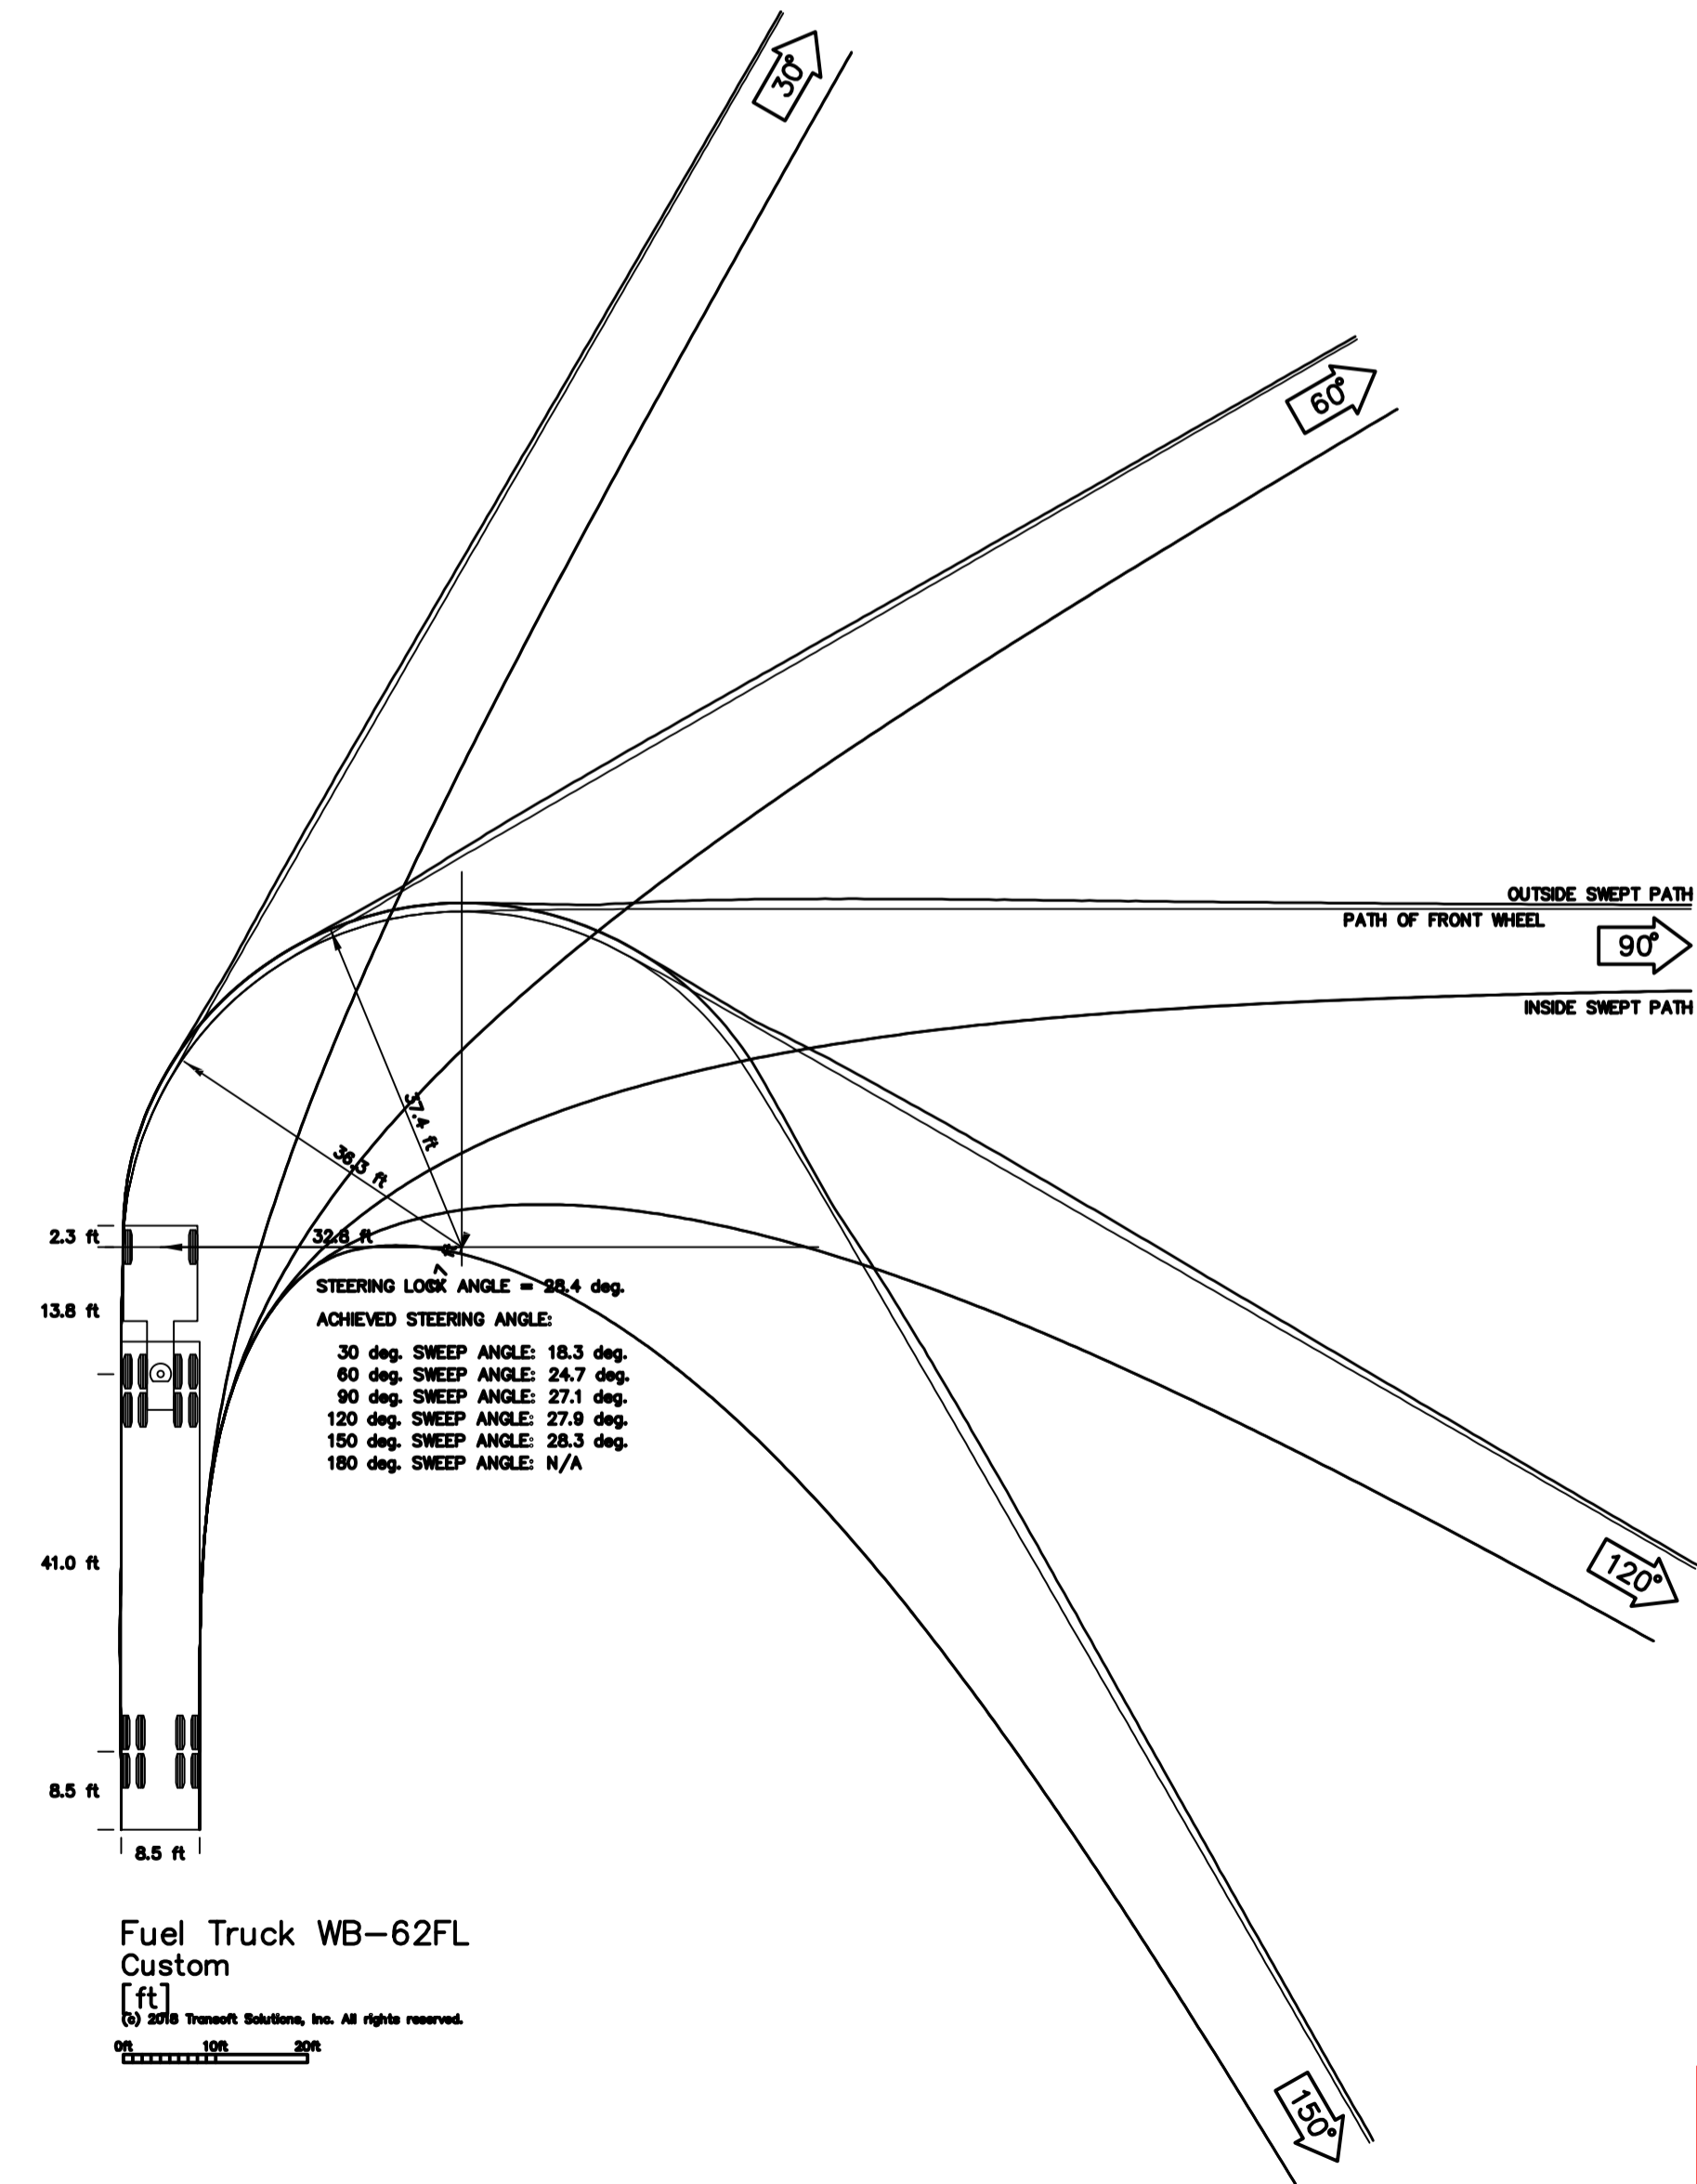 30°
60°
OUTSIDE SWEPT PATH
PATH OF FRONT WHEEL
90°
INSIDE SWEPT PATH
37.4 ft
36.3 ft
2.3 ft
32.8 ft
STEERING LOCK ANGLE = 28.4 deg.
13.8 ft
ACHIEVED STEERING ANGLE:
30 deg. SWEEP ANGLE: 18.3 deg.
60 deg. SWEEP ANGLE: 24.7 deg.
90 deg. SWEEP ANGLE: 27.1 deg.
120 deg. SWEEP ANGLE: 27.9 deg.
150 deg. SWEEP ANGLE: 28.3 deg.
180 deg. SWEEP ANGLE: N/A
41.0 ft
120°
8.5 ft
8.5 ft
Fuel Truck WB-62FL
Custom
[ft]
(c) 2018 Transoft Solutions, Inc. All rights reserved.
0ft 10ft 20ft
150°